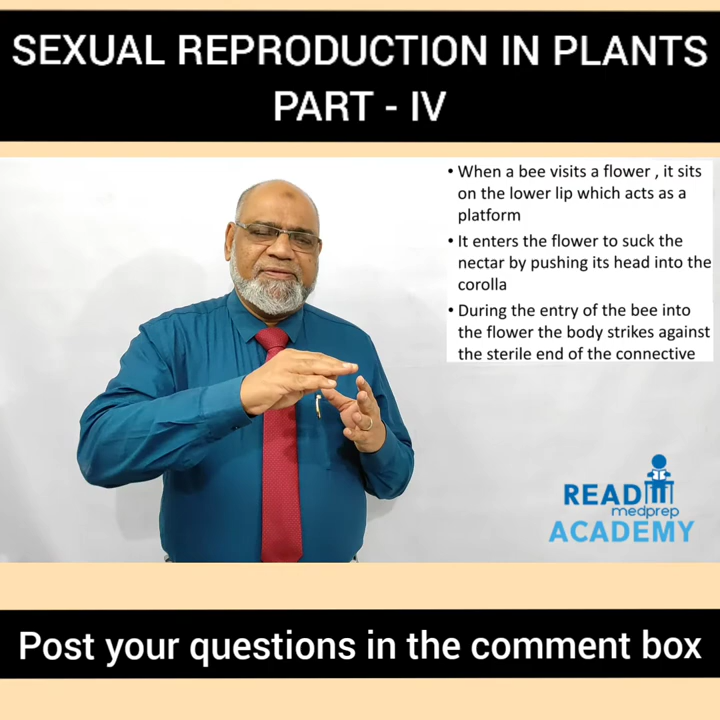 SEXUAL REPRODUCTION IN PLANTS
PART - IV
• When a bee visits a flower , it sits
on the lower lip which acts as a
platform
• It enters the flower to suck the
nectar by pushing its head into the
corolla
• During the entry of the bee into
the flower the body strikes against
the sterile end of the connective
READ
medprep
ACADEMY
Post your questions in the comment box